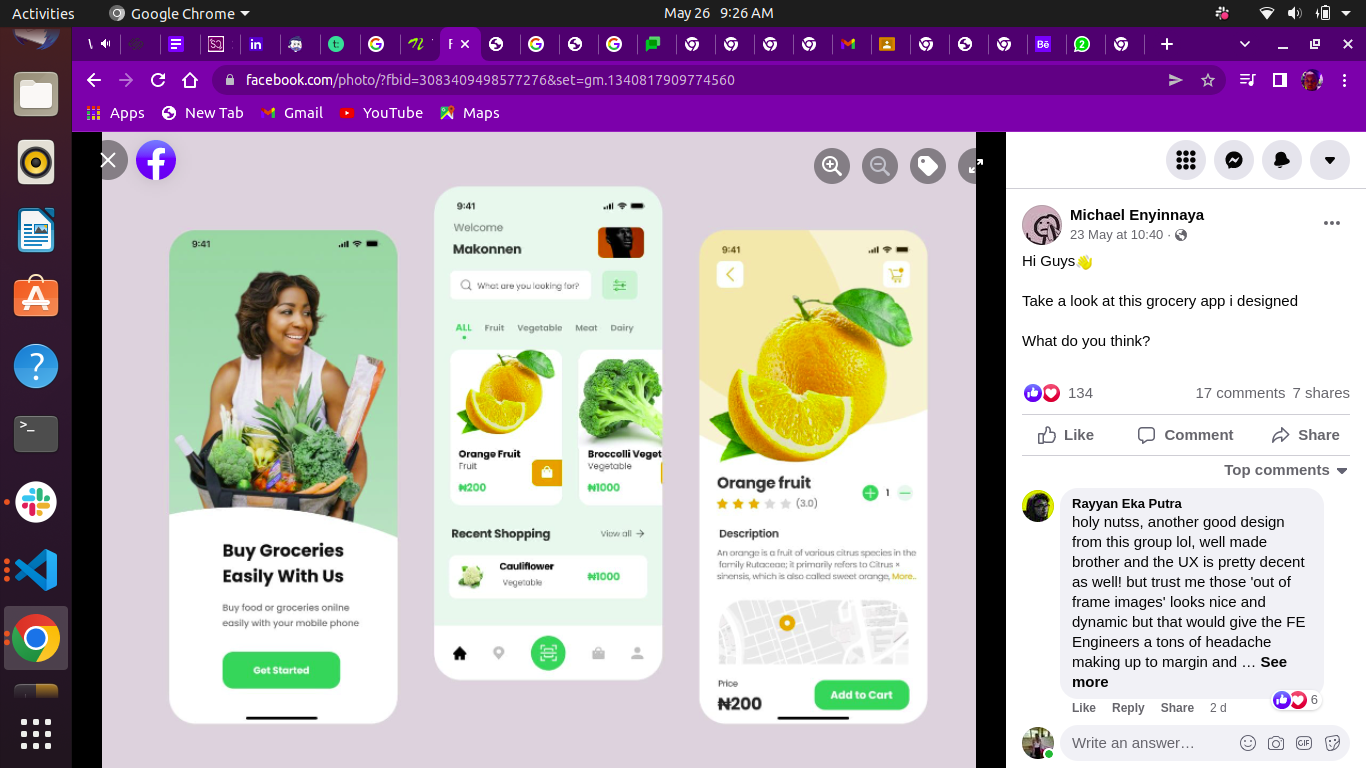 Activities
Google Chrome
May 26 9:26 AM
facebook.com/photo/?fbid=3083409498577276&set=gm.1340817909774560
Apps
New Tab
Gmail
YouTube
Maps
9:41
Buy Groceries
Easily With Us
Buy food or groceries onilne
easily with your mobile phone
Get Started
9:41
Welcome
Makonnen
What are you looking for?
ALL Fruit Vegetable Meat Dairy
Orange Fruit
Fruit
₦200
Broccolli Veget
Vegetable
₦1000
Recent Shopping
View all
Cauliflower
Vegetable
₦1000
9:41
Orange fruit
1
(3.0)
Description
An orange is a fruit of various citrus species in the
family Rutaceae; it primarily refers to Citrus ×
sinensis, which is also called sweet orange, More..
Price
₦200
Add to Cart
Michael Enyinnaya
23 May at 10:40 ·
Hi Guys
Take a look at this grocery app i designed
What do you think?
134
17 comments 7 shares
Like
Comment
Share
Top comments
Rayyan Eka Putra
holy nutss, another good design
from this group lol, well made
brother and the UX is pretty decent
as well! but trust me those 'out of
frame images' looks nice and
dynamic but that would give the FE
Engineers a tons of headache
making up to margin and … See
more
6
Like Reply Share 2 d
Write an answer…
GIF